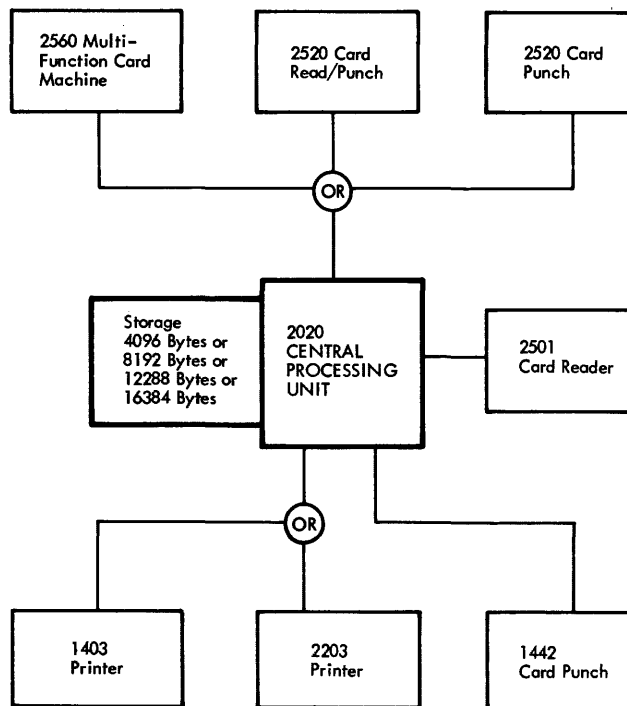 2560 Multi-
Function Card
Machine
2520 Card
Read/Punch
2520 Card
Punch
OR
Storage
4096 Bytes or
8192 Bytes or
12288 Bytes or
16384 Bytes
2020
CENTRAL
PROCESSING
UNIT
2501
Card Reader
OR
1403
Printer
2203
Printer
1442
Card Punch